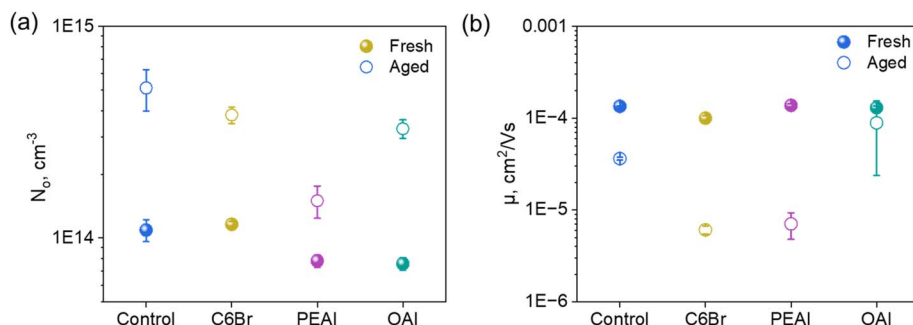 (a)
1E15
Fresh
Aged
N₀, cm⁻³
1E14
Control C6Br PEAI OAI
(b)
0.001
Fresh
Aged
μ, cm²/Vs
1E−4
1E−5
1E−6
Control C6Br PEAI OAI